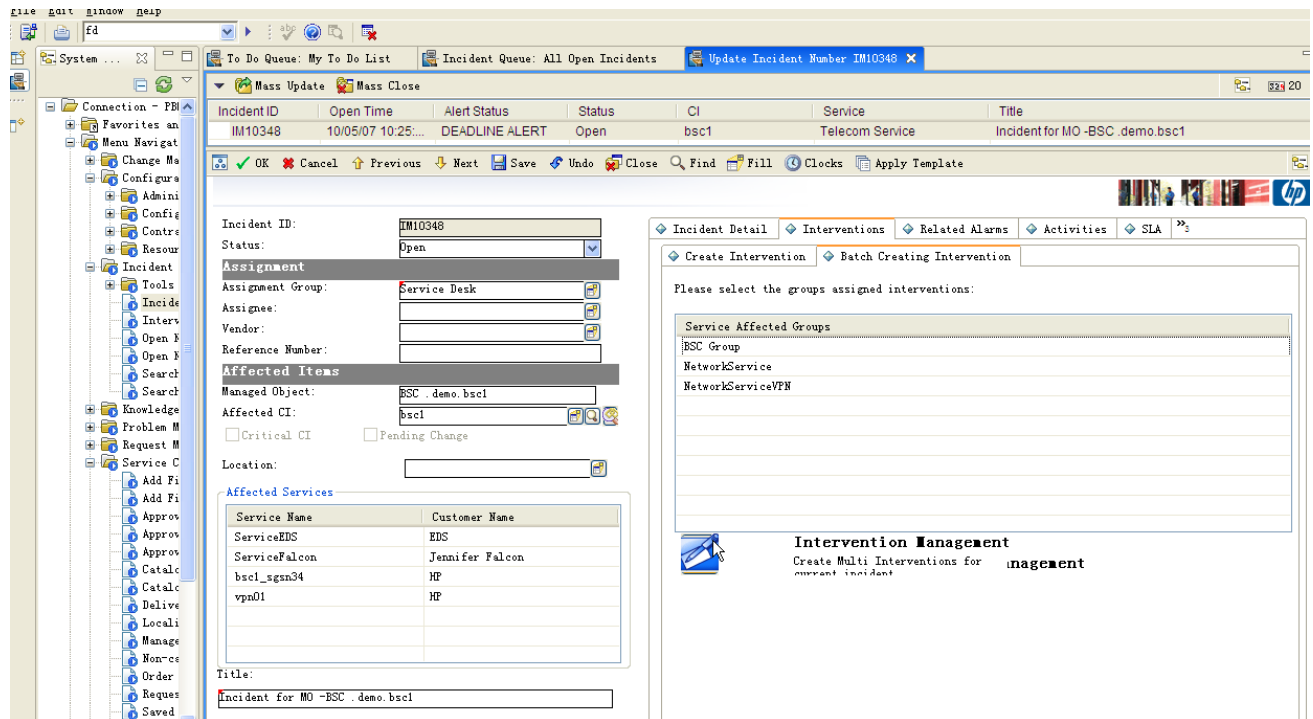 File Edit Window Help
fd
System ...
To Do Queue: My To Do List
Incident Queue: All Open Incidents
Update Incident Number IM10348
Mass Update Mass Close
20
Incident ID Open Time Alert Status Status CI Service Title
IM10348 10/05/07 10:25:... DEADLINE ALERT Open bsc1 Telecom Service Incident for MO -BSC .demo.bsc1
OK Cancel Previous Next Save Undo Close Find Fill Clocks Apply Template
hp
Connection - PB
Favorites an
Menu Navigat
Change Ma
Configura
Admini
Config
Contra
Resour
Incident
Tools
Incide
Interv
Open N
Open N
Search
Search
Knowledge
Problem M
Request M
Service C
Add Fi
Add Fi
Approv
Approv
Approv
Catalo
Catalo
Delive
Locali
Manage
Non-ca
Order
Reques
Saved
Incident ID: IM10348
Status: Open
Assignment
Assignment Group: Service Desk
Assignee:
Vendor:
Reference Number:
Affected Items
Managed Object: BSC .demo.bsc1
Affected CI: bsc1
Critical CI Pending Change
Location:
Affected Services
Service Name Customer Name
ServiceEDS EDS
ServiceFalcon Jennifer Falcon
bsc1_sgsn34 HP
vpn01 HP
Title:
Incident for MO -BSC .demo.bsc1
Incident Detail Interventions Related Alarms Activities SLA »3
Create Intervention Batch Creating Intervention
Please select the groups assigned interventions:
Service Affected Groups
BSC Group
NetworkService
NetworkServiceVPN
Intervention Management
Create Multi Interventions for nagement
current incident